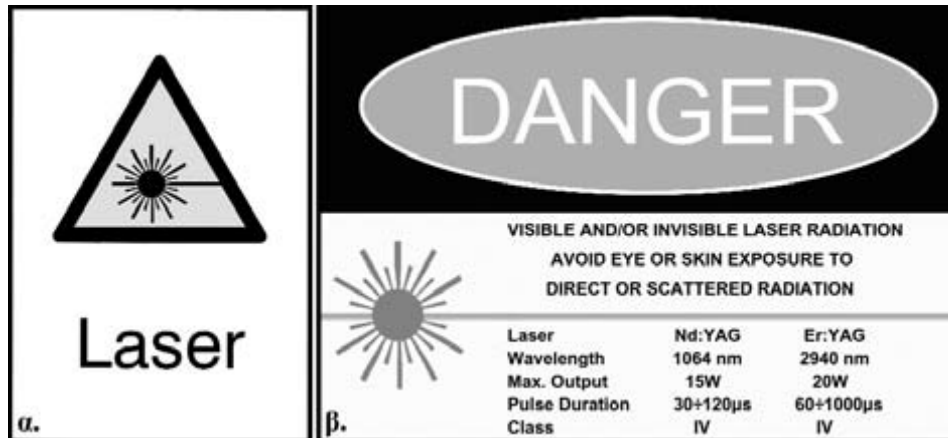 Laser
α.
DANGER
VISIBLE AND/OR INVISIBLE LASER RADIATION
AVOID EYE OR SKIN EXPOSURE TO
DIRECT OR SCATTERED RADIATION
Laser Nd:YAG Er:YAG
Wavelength 1064 nm 2940 nm
Max. Output 15W 20W
Pulse Duration 30÷120µs 60÷1000µs
Class IV IV
β.